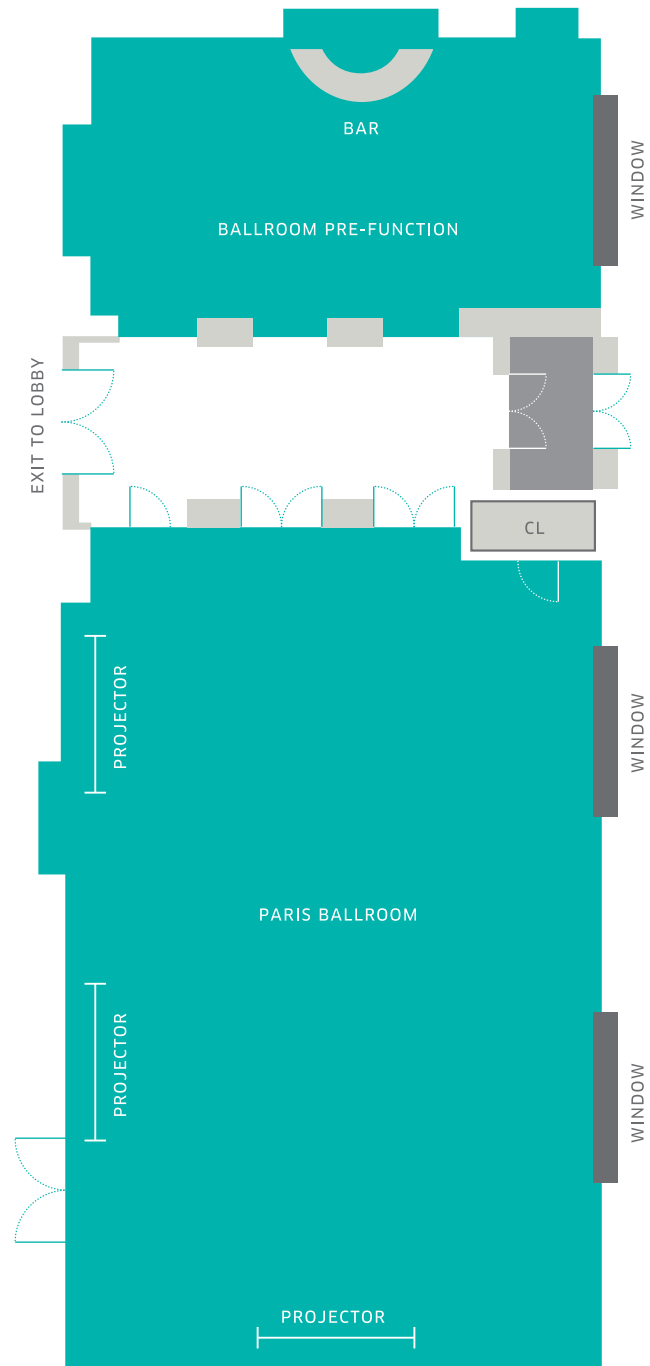 BAR
WINDOW
BALLROOM PRE-FUNCTION
EXIT TO LOBBY
CL
PROJECTOR
WINDOW
PARIS BALLROOM
PROJECTOR
WINDOW
PROJECTOR